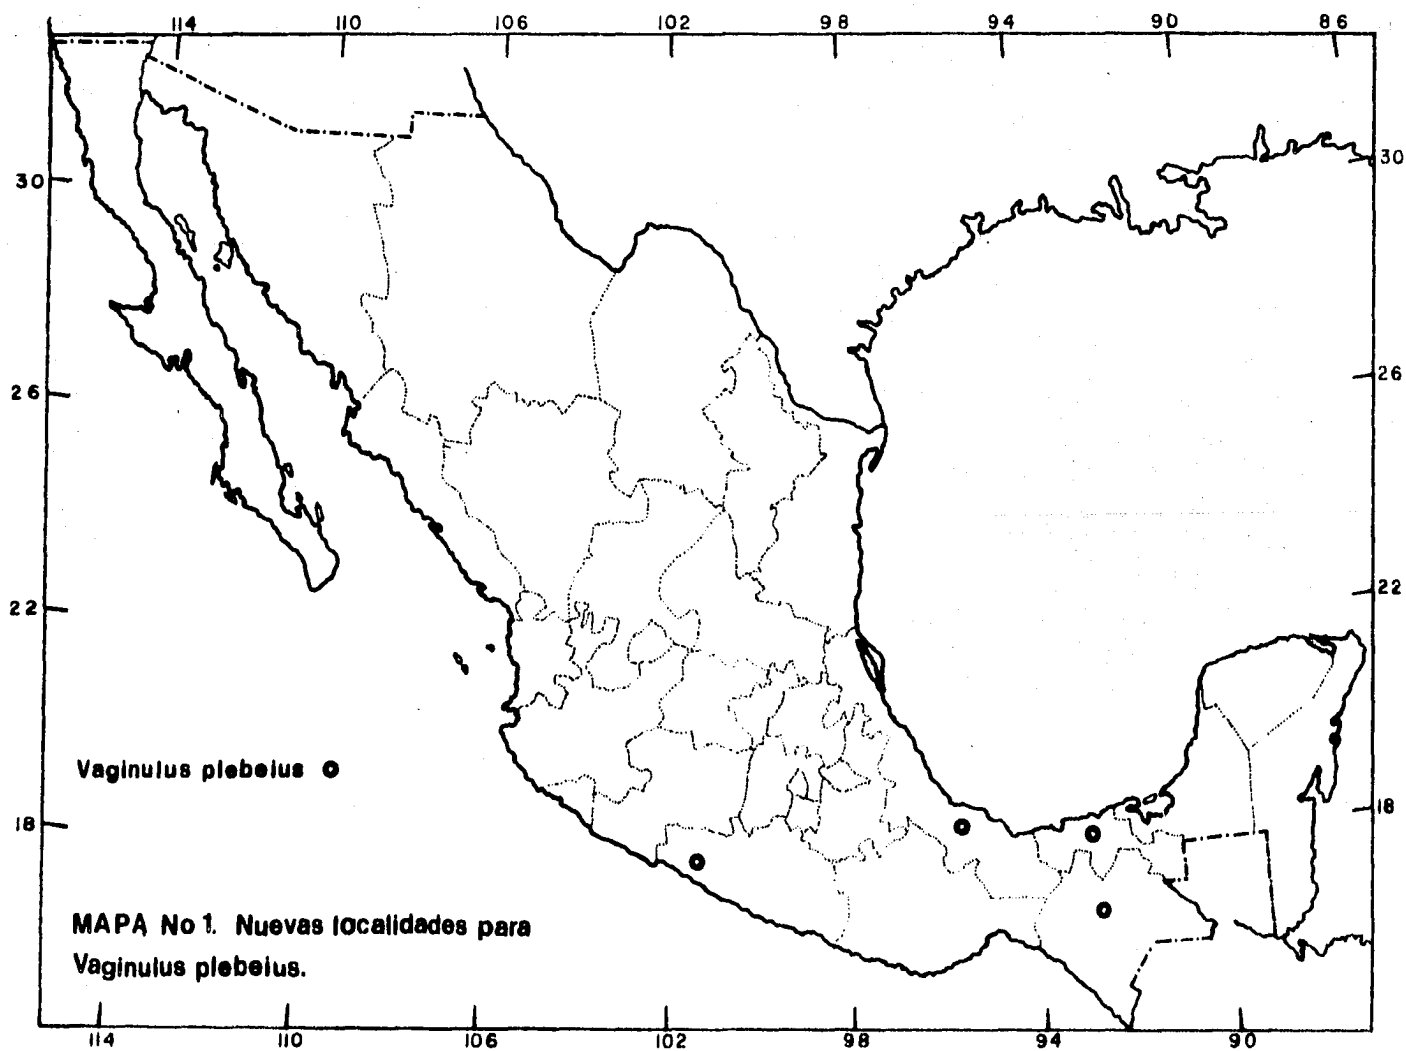 114 110 106 102 98 94 90 86
30 30
26 26
22 22
Vaginulus plebeius
18 18
MAPA No 1. Nuevas localidades para
Vaginulus plebeius.
114 110 106 102 98 94 90